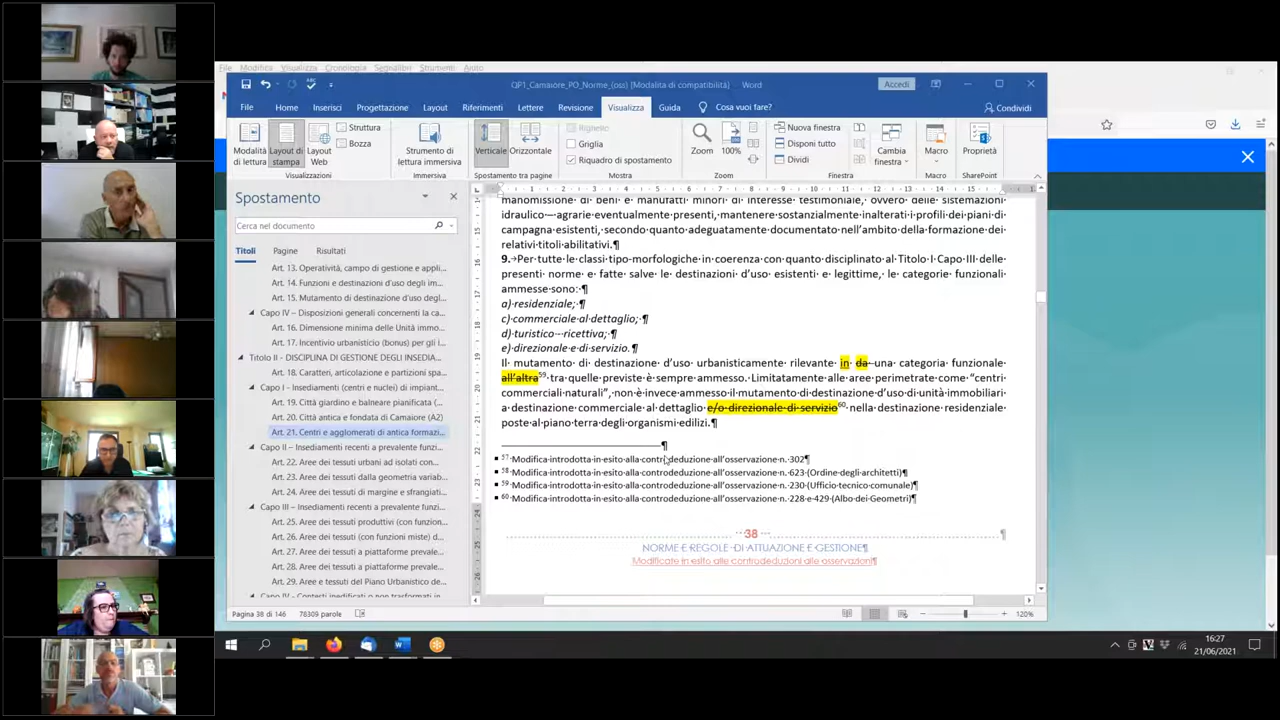 File Modifica Visualizza Cronologia Segnalibri Strumenti Aiuto
QP1_Camaiore_PO_Norme_(oss) [Modalità di compatibilità] - Word
Accedi
File Home Inserisci Progettazione Layout Riferimenti Lettere Revisione Visualizza Guida Cosa vuoi fare? Condividi
Modalità di lettura
Layout di stampa
Layout Web
Struttura
Bozza
Visualizzazioni
Strumento di lettura immersiva
Immersiva
Verticale Orizzontale
Spostamento tra pagine
Righello
Griglia
Riquadro di spostamento
Mostra
Zoom 100%
Zoom
Nuova finestra
Disponi tutto
Dividi
Cambia finestra
Finestra
Macro
Macro
Proprietà
SharePoint
Spostamento
Cerca nel documento
Titoli Pagine Risultati
Art. 13. Operatività, campo di gestione e appli...
Art. 14. Funzioni e destinazioni d'uso degli im...
Art. 15. Mutamento di destinazione d'uso degl...
Capo IV – Disposizioni generali concernenti la ca...
Art. 16. Dimensione minima delle Unità immo...
Art. 17. Incentivo urbanistico (bonus) per gli i...
Titolo II - DISCIPLINA DI GESTIONE DEGLI INSEDIA...
Art. 18. Caratteri, articolazione e partizioni spa...
Capo I - Insediamenti (centri e nuclei) di impiant...
Art. 19. Città giardino e balneare pianificata (...
Art. 20. Città antica e fondata di Camaiore (A2)
Art. 21. Centri e agglomerati di antica formazi...
Capo II – Insediamenti recenti a prevalente funzi...
Art. 22. Aree dei tessuti urbani ad isolati con...
Art. 23. Aree dei tessuti dalla geometria variab...
Art. 24. Aree dei tessuti di margine e sfrangiati...
Capo III – Insediamenti recenti a prevalente funz...
Art. 25. Aree dei tessuti produttivi (con funzion...
Art. 26. Aree dei tessuti (con funzioni miste) d...
Art. 27. Aree dei tessuti a piattaforme prevale...
Art. 28. Aree dei tessuti a piattaforme prevale...
Art. 29. Aree e tessuti del Piano Urbanistico de...
Capo IV – Contesti inedificati o non trasformati in...
manomissione di beni e manufatti minori di interesse testimoniale, ovvero delle sistemazioni
idraulico – agrarie eventualmente presenti, mantenere sostanzialmente inalterati i profili dei piani di
campagna esistenti, secondo quanto adeguatamente documentato nell'ambito della formazione dei
relativi titoli abilitativi.¶
9. Per tutte le classi tipo-morfologiche in coerenza con quanto disciplinato al Titolo I Capo III delle
presenti norme e fatte salve le destinazioni d'uso esistenti e legittime, le categorie funzionali
ammesse sono: ¶
a) residenziale; ¶
c) commerciale al dettaglio; ¶
d) turistico – ricettiva; ¶
e) direzionale e di servizio. ¶
Il mutamento di destinazione d'uso urbanisticamente rilevante in da una categoria funzionale
all'altra59 tra quelle previste è sempre ammesso. Limitatamente alle aree perimetrate come "centri
commerciali naturali", non è invece ammesso il mutamento di destinazione d'uso di unità immobiliari
a destinazione commerciale al dettaglio e/o direzionale di servizio60 nella destinazione residenziale
poste al piano terra degli organismi edilizi.¶
57 Modifica introdotta in esito alla controdeduzione all'osservazione n. 302¶
58 Modifica introdotta in esito alla controdeduzione all'osservazione n. 623 (Ordine degli architetti)¶
59 Modifica introdotta in esito alla controdeduzione all'osservazione n. 230 (Ufficio tecnico comunale)¶
60 Modifica introdotta in esito alla controdeduzione all'osservazione n. 228 e 429 (Albo dei Geometri)¶
38
NORME E REGOLE DI ATTUAZIONE E GESTIONE¶
Modificate in esito alle controdeduzioni alle osservazioni¶
Pagina 38 di 146 78309 parole
120%
16:27
21/06/2021